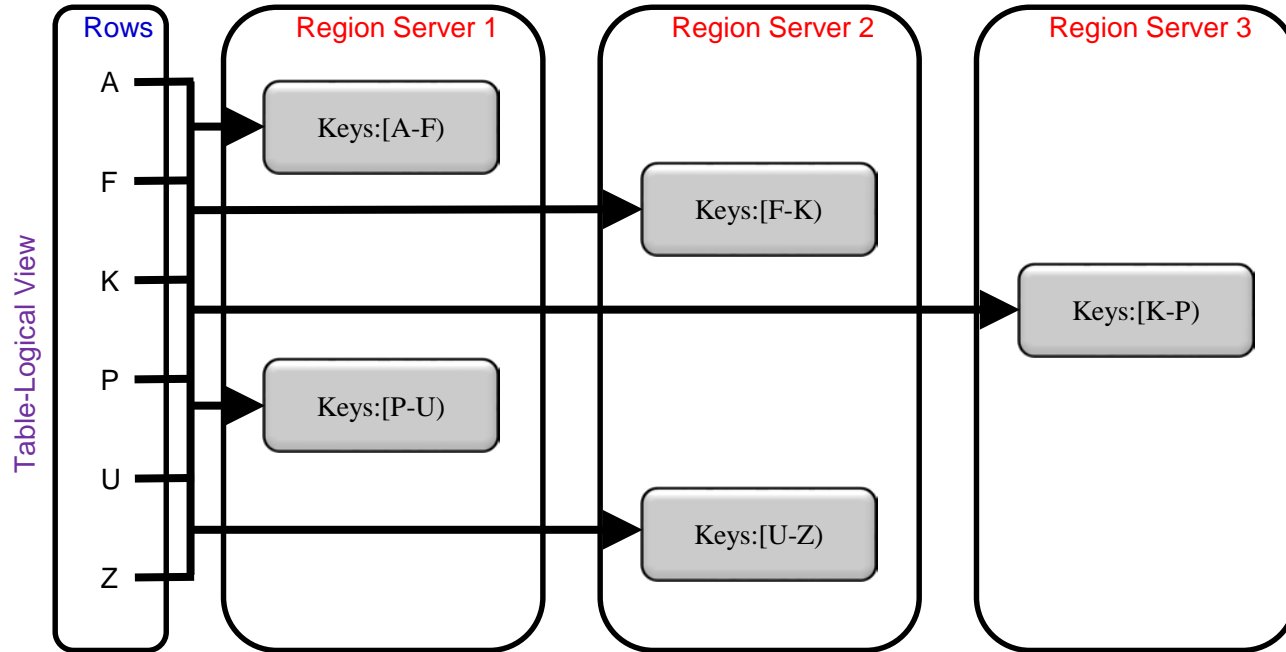 Rows
Region Server 1
Region Server 2
Region Server 3
Table-Logical View
A
F
K
P
U
Z
Keys:[A-F)
Keys:[F-K)
Keys:[K-P)
Keys:[P-U)
Keys:[U-Z)